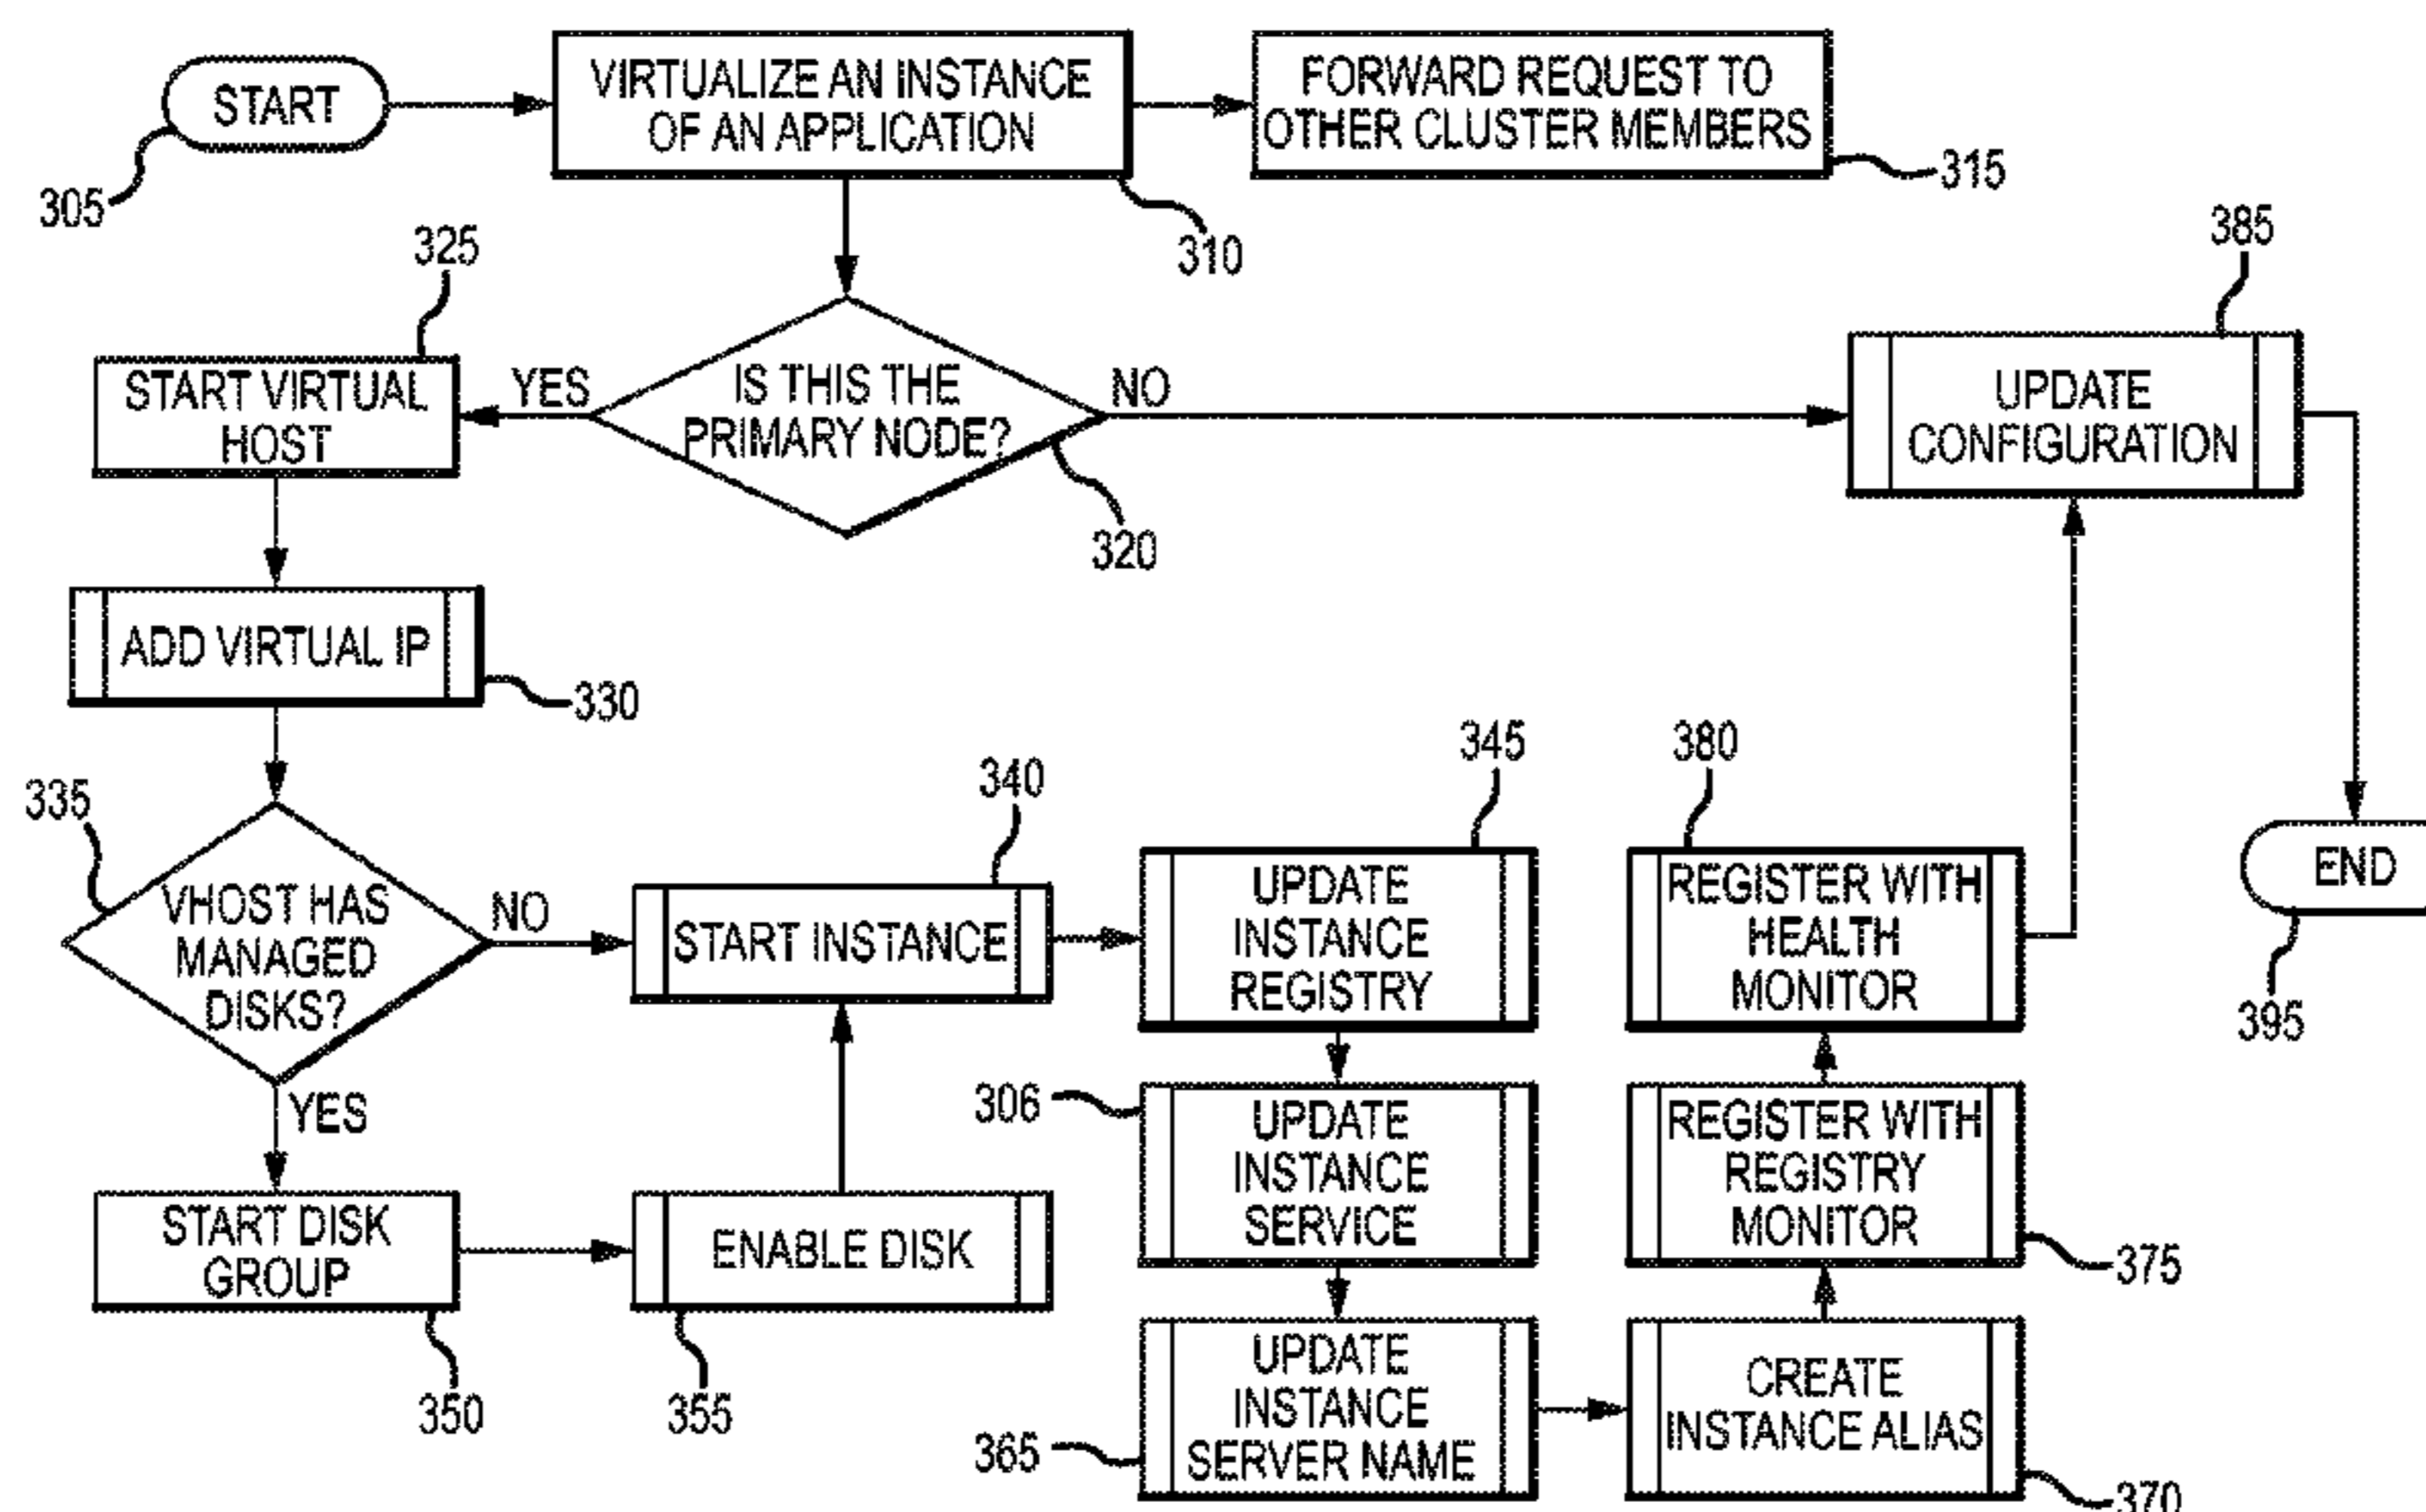 START
305
VIRTUALIZE AN INSTANCE
OF AN APPLICATION
310
FORWARD REQUEST TO
OTHER CLUSTER MEMBERS
315
325
START VIRTUAL
HOST
YES
IS THIS THE
PRIMARY NODE?
NO
320
385
UPDATE
CONFIGURATION
ADD VIRTUAL IP
330
335
VHOST HAS
MANAGED
DISKS?
NO
YES
340
START INSTANCE
345
UPDATE
INSTANCE
REGISTRY
380
REGISTER WITH
HEALTH
MONITOR
END
395
306
UPDATE
INSTANCE
SERVICE
REGISTER WITH
REGISTRY
MONITOR
375
START DISK
GROUP
350
ENABLE DISK
355
365
UPDATE
INSTANCE
SERVER NAME
CREATE
INSTANCE ALIAS
370